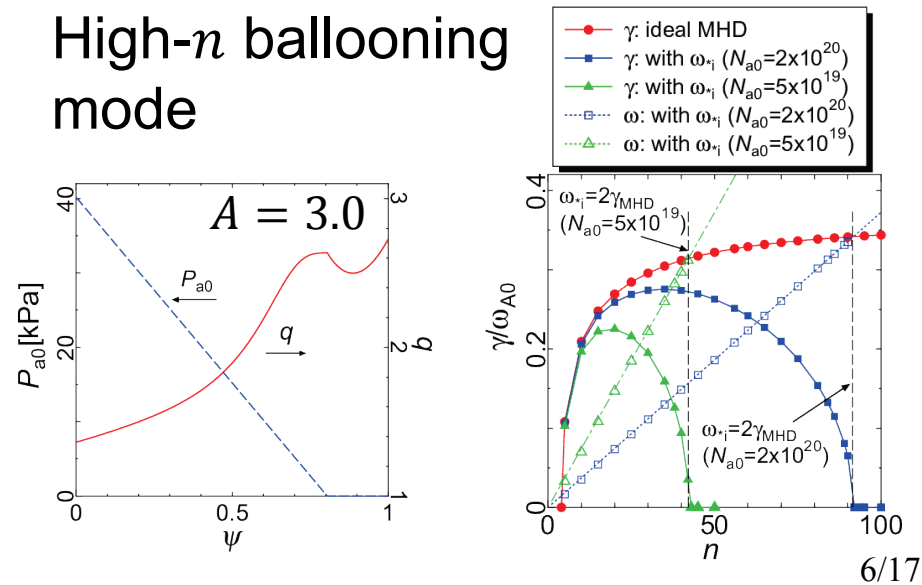 High-n ballooning
mode
γ: ideal MHD
γ: with ω*i (Na0=2x10^20)
γ: with ω*i (Na0=5x10^19)
ω: with ω*i (Na0=2x10^20)
ω: with ω*i (Na0=5x10^19)
A = 3.0
Pa0
q
Pa0[kPa]
40
20
0
3
2
1
q
0
0.5
1
ψ
ω*i=2γMHD
(Na0=5x10^19)
ω*i=2γMHD
(Na0=2x10^20)
γ/ωA0
0.4
0.2
0
0
50
100
n
6/17